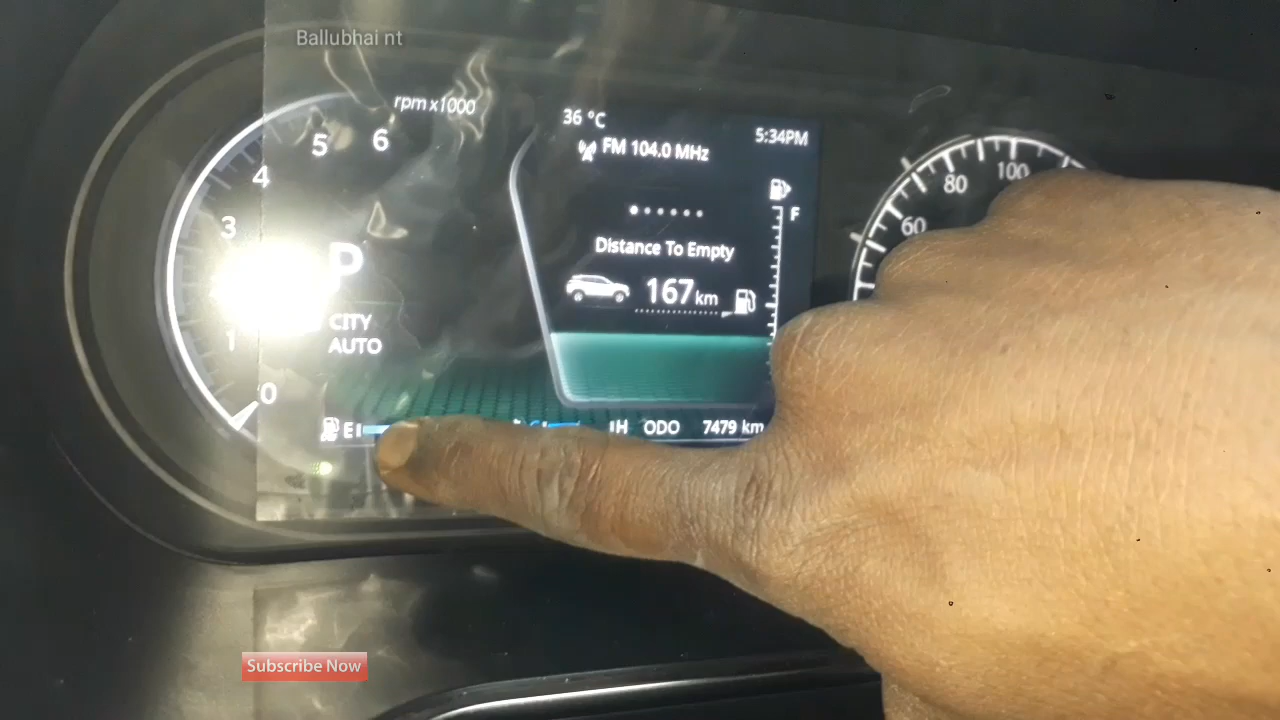 Ballubhai nt
rpm x1000
5
6
4
3
1
0
P
CITY
AUTO
36 °C
5:34PM
FM 104.0 MHz
F
Distance To Empty
167 km
E
H
ODO
7479 km
60
80
100
Subscribe Now